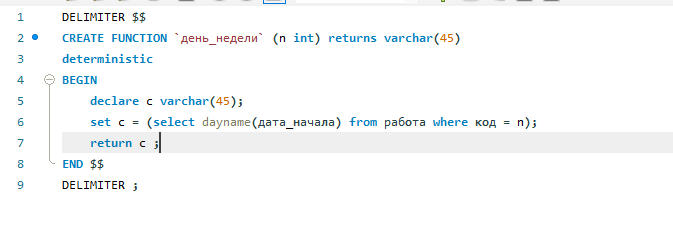 1 DELIMITER $$
2 CREATE FUNCTION `день_недели` (n int) returns varchar(45)
3 deterministic
4 BEGIN
5 declare c varchar(45);
6 set c = (select dayname(дата_начала) from работа where код = n);
7 return c ;
8 END $$
9 DELIMITER ;